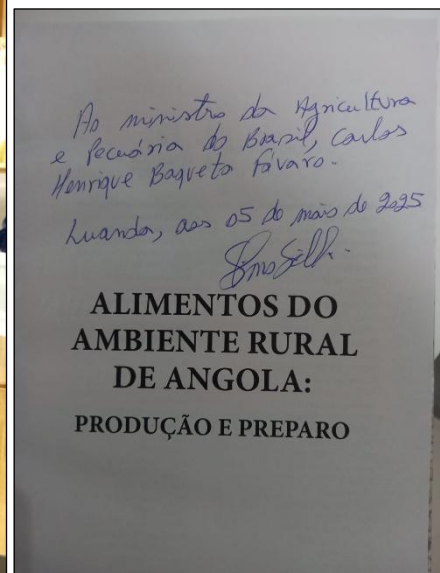 Ao ministro da Agricultura
e Pecuária do Brasil, Carlos
Henrique Baqueta Fávaro.
Luanda, aos 05 de maio de 2025
ALIMENTOS DO
AMBIENTE RURAL
DE ANGOLA:
PRODUÇÃO E PREPARO